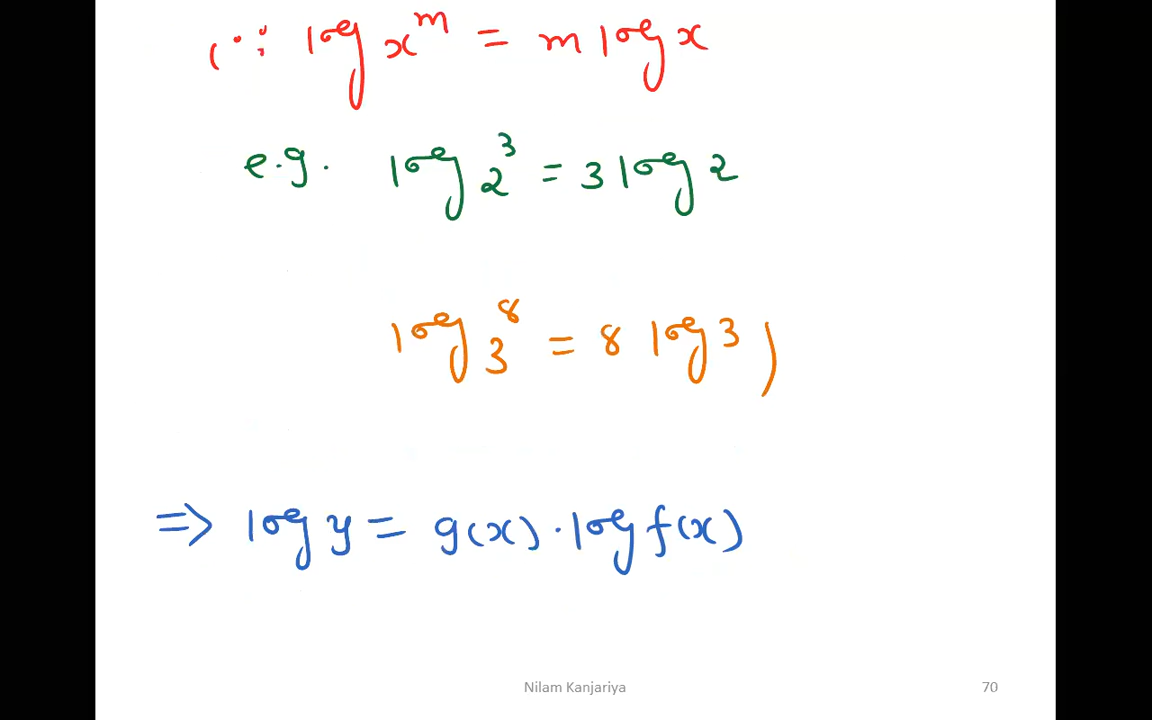 (∵ log x^m = m log x
e.g. log 2^3 = 3 log 2
log 3^8 = 8 log 3 )
=> log y = g(x) · log f(x)
Nilam Kanjariya 70